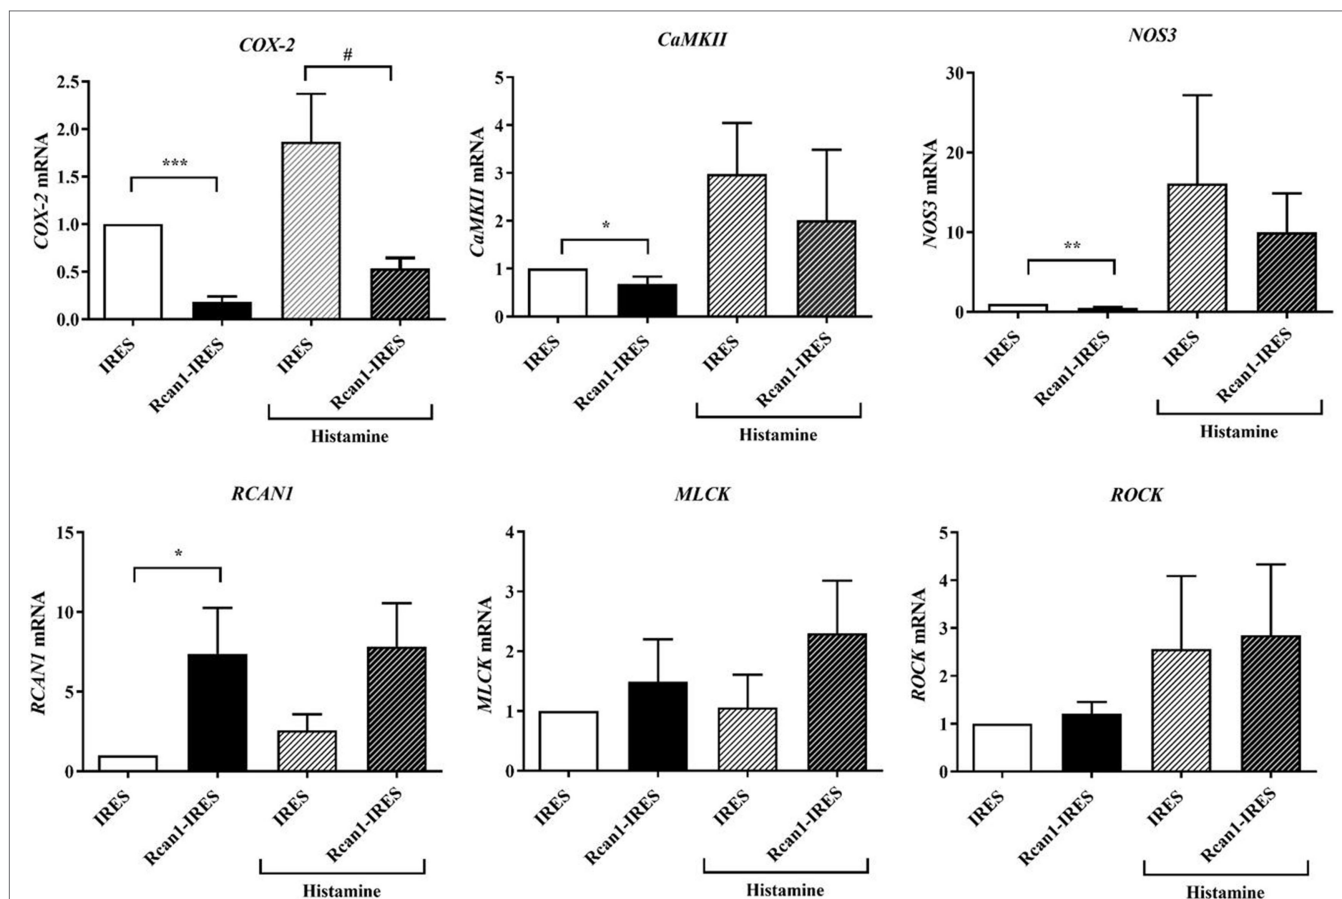 COX-2
CaMKII
NOS3
COX-2 mRNA
2.5
2.0
1.5
1.0
0.5
0.0
***
#
IRES
Rcan1-IRES
IRES
Rcan1-IRES
Histamine
CaMKII mRNA
5
4
3
2
1
0
*
IRES
Rcan1-IRES
IRES
Rcan1-IRES
Histamine
NOS3 mRNA
30
20
10
0
**
IRES
Rcan1-IRES
IRES
Rcan1-IRES
Histamine
RCAN1
MLCK
ROCK
RCAN1 mRNA
15
10
5
0
*
IRES
Rcan1-IRES
IRES
Rcan1-IRES
Histamine
MLCK mRNA
4
3
2
1
0
IRES
Rcan1-IRES
IRES
Rcan1-IRES
Histamine
ROCK mRNA
5
4
3
2
1
0
IRES
Rcan1-IRES
IRES
Rcan1-IRES
Histamine